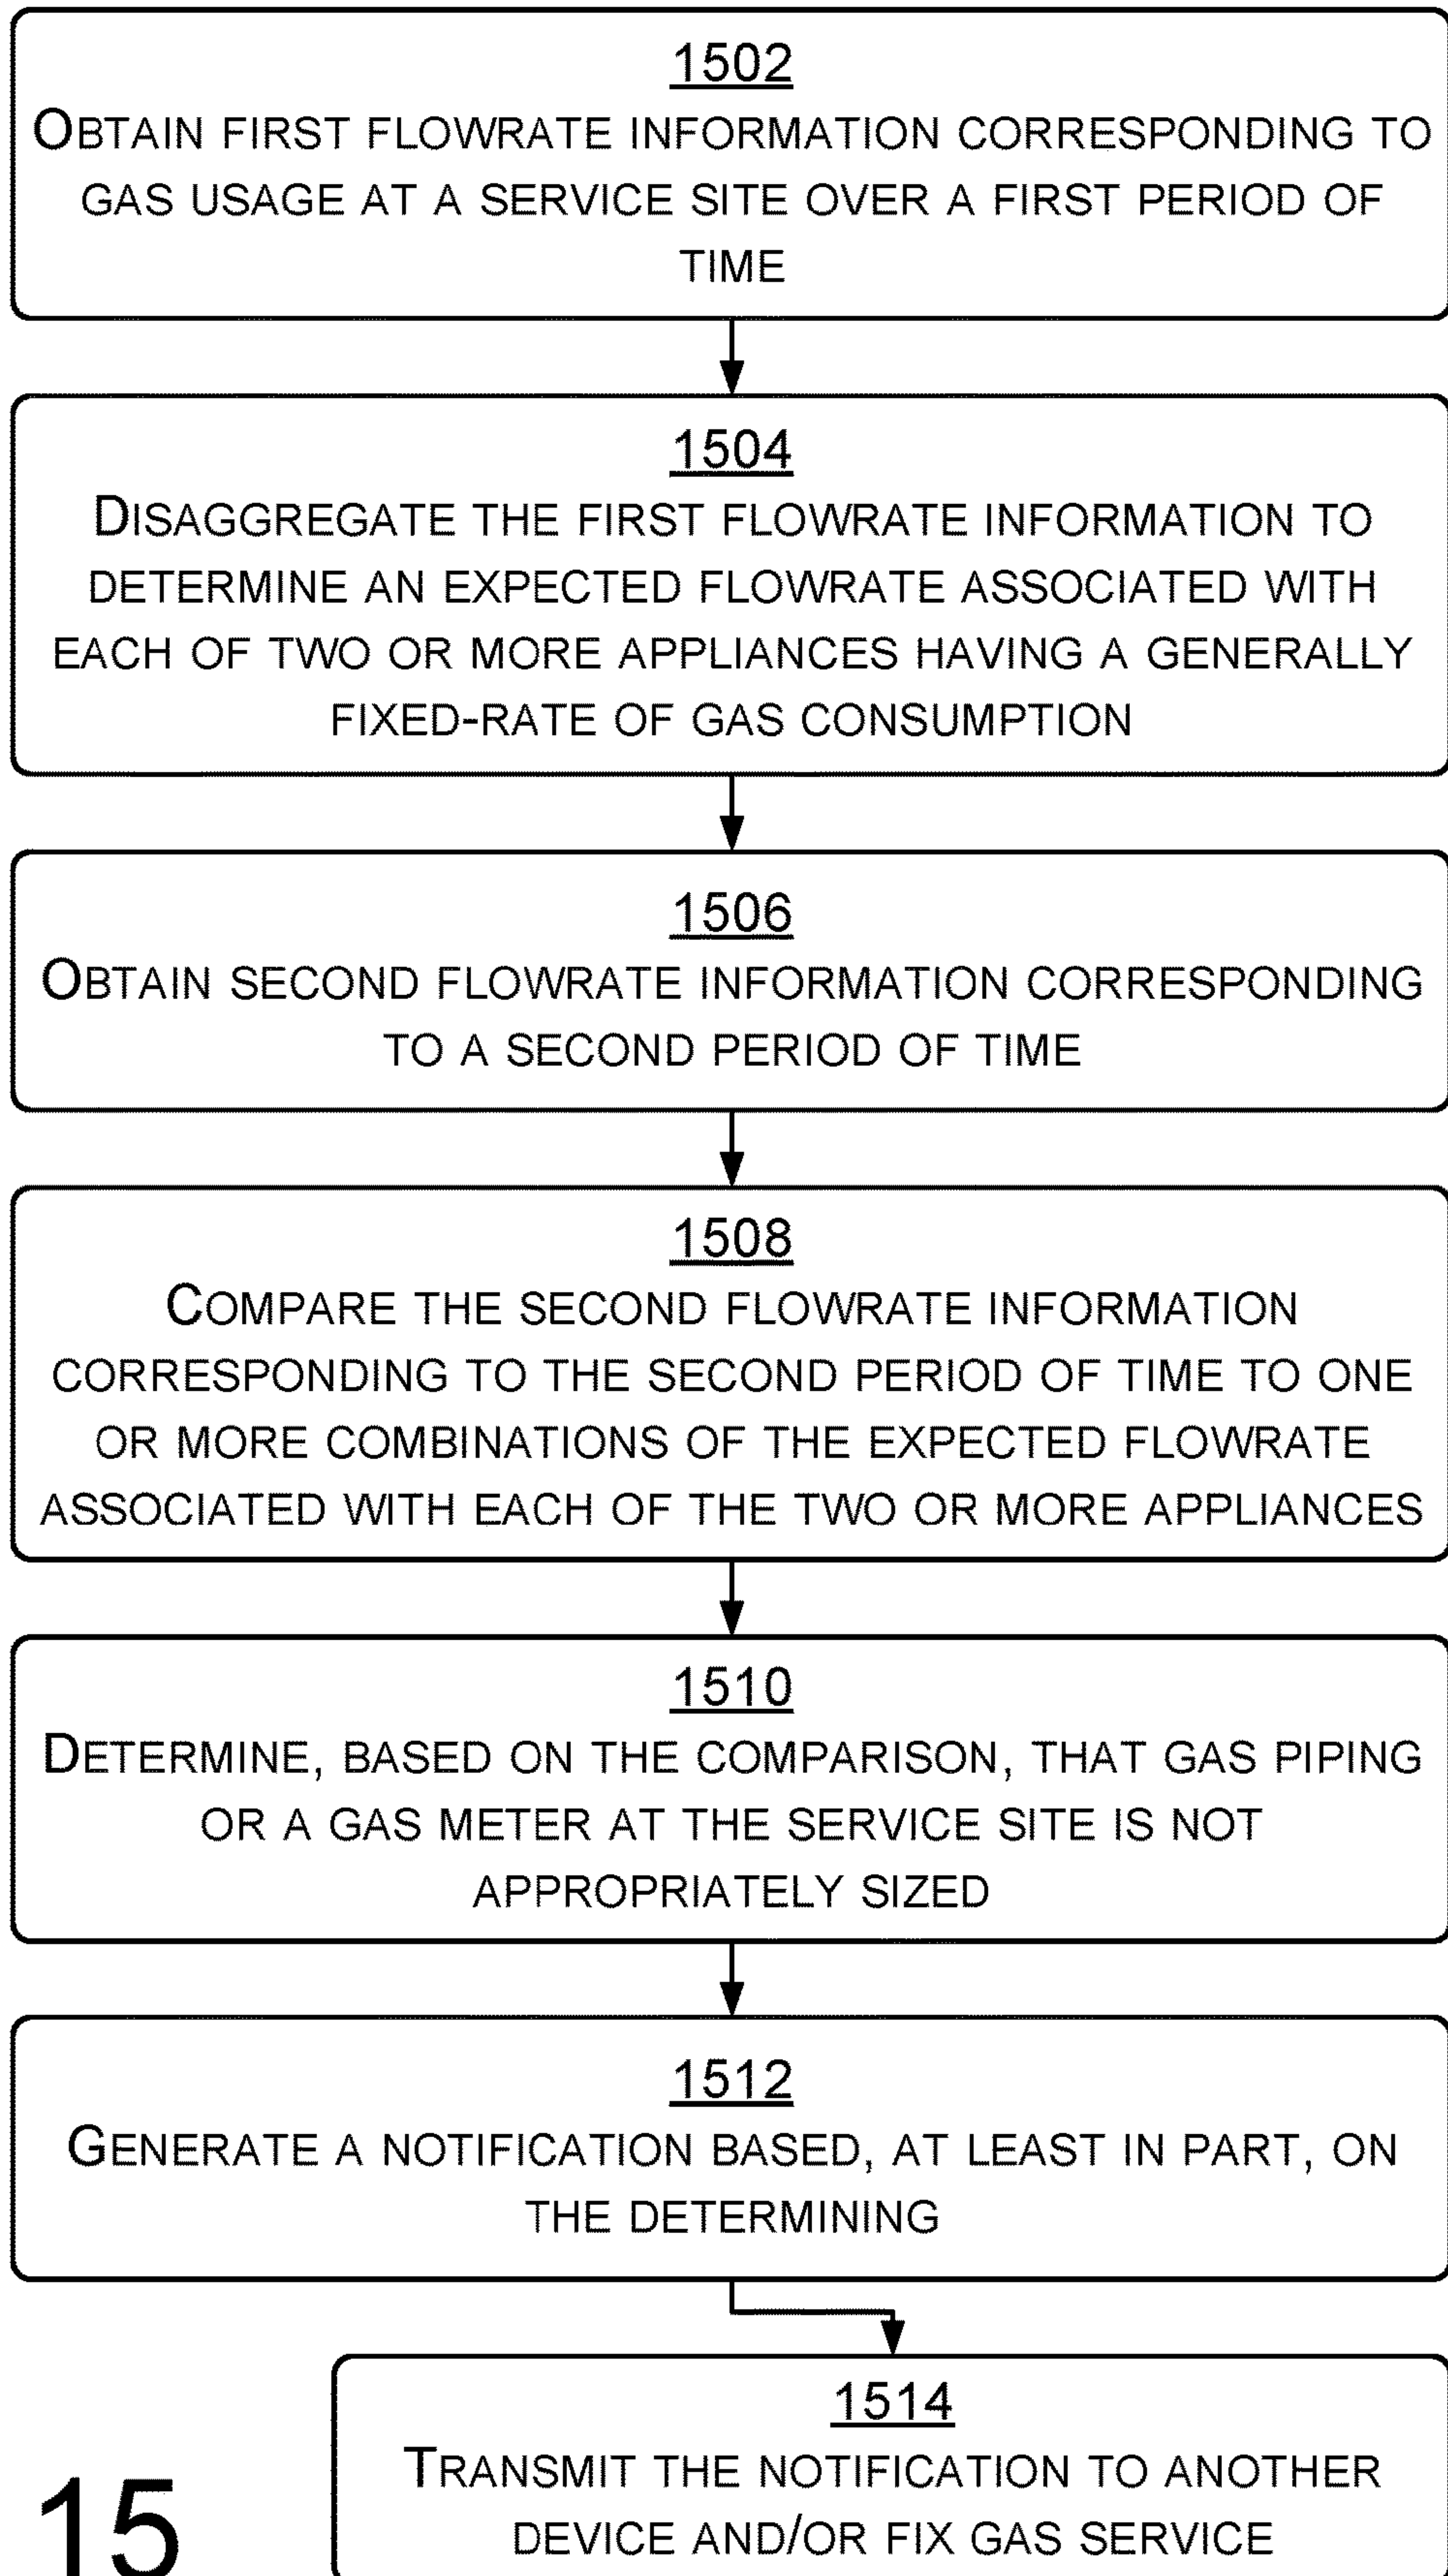 1502
OBTAIN FIRST FLOWRATE INFORMATION CORRESPONDING TO
GAS USAGE AT A SERVICE SITE OVER A FIRST PERIOD OF
TIME
1504
DISAGGREGATE THE FIRST FLOWRATE INFORMATION TO
DETERMINE AN EXPECTED FLOWRATE ASSOCIATED WITH
EACH OF TWO OR MORE APPLIANCES HAVING A GENERALLY
FIXED-RATE OF GAS CONSUMPTION
1506
OBTAIN SECOND FLOWRATE INFORMATION CORRESPONDING
TO A SECOND PERIOD OF TIME
1508
COMPARE THE SECOND FLOWRATE INFORMATION
CORRESPONDING TO THE SECOND PERIOD OF TIME TO ONE
OR MORE COMBINATIONS OF THE EXPECTED FLOWRATE
ASSOCIATED WITH EACH OF THE TWO OR MORE APPLIANCES
1510
DETERMINE, BASED ON THE COMPARISON, THAT GAS PIPING
OR A GAS METER AT THE SERVICE SITE IS NOT
APPROPRIATELY SIZED
1512
GENERATE A NOTIFICATION BASED, AT LEAST IN PART, ON
THE DETERMINING
1514
TRANSMIT THE NOTIFICATION TO ANOTHER
DEVICE AND/OR FIX GAS SERVICE
15